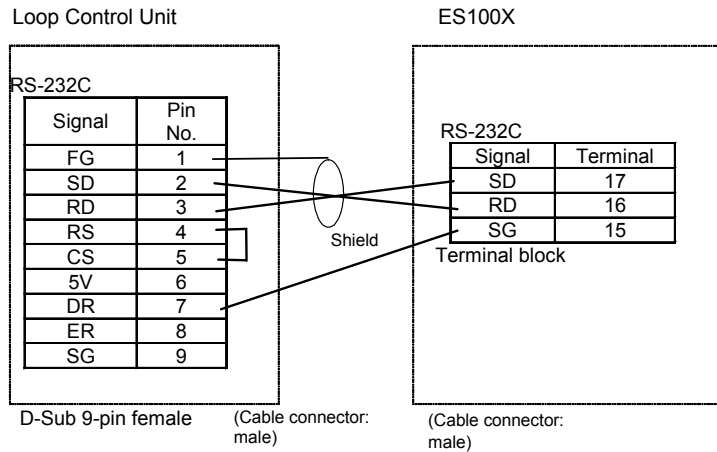 Loop Control Unit
ES100X
RS-232C
Signal Pin No.
FG 1
SD 2
RD 3
RS 4
CS 5
5V 6
DR 7
ER 8
SG 9
Shield
RS-232C
Signal Terminal
SD 17
RD 16
SG 15
Terminal block
D-Sub 9-pin female
(Cable connector:
male)
(Cable connector:
male)